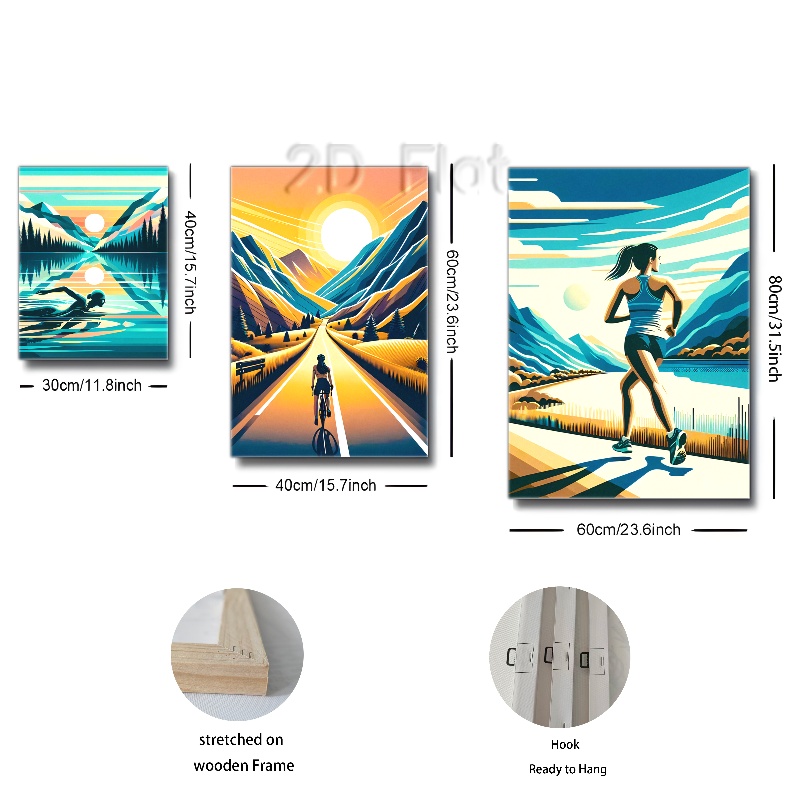 2D Flat
40cm/15.7inch
30cm/11.8inch
60cm/23.6inch
40cm/15.7inch
80cm/31.5inch
60cm/23.6inch
stretched on
wooden Frame
Hook
Ready to Hang